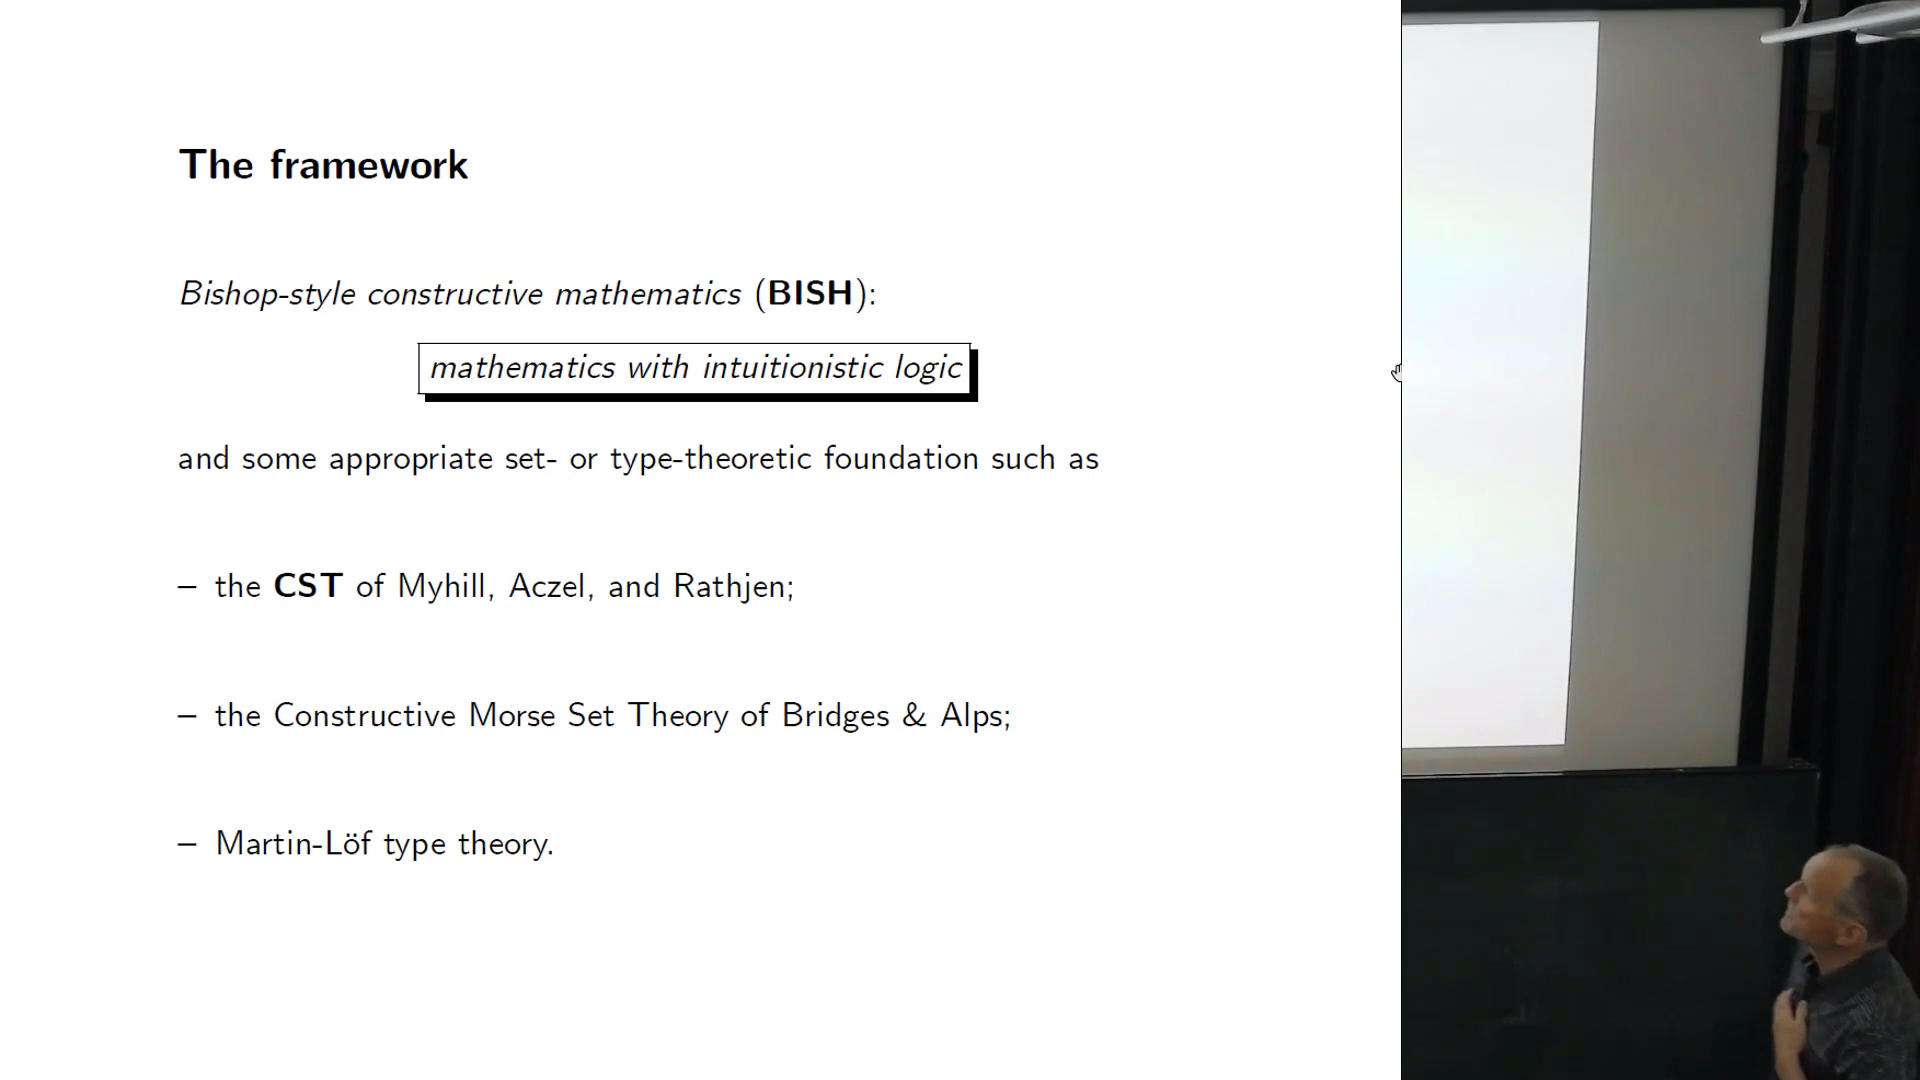 The framework
Bishop-style constructive mathematics (BISH):
mathematics with intuitionistic logic
and some appropriate set- or type-theoretic foundation such as
– the CST of Myhill, Aczel, and Rathjen;
– the Constructive Morse Set Theory of Bridges & Alps;
– Martin-Löf type theory.